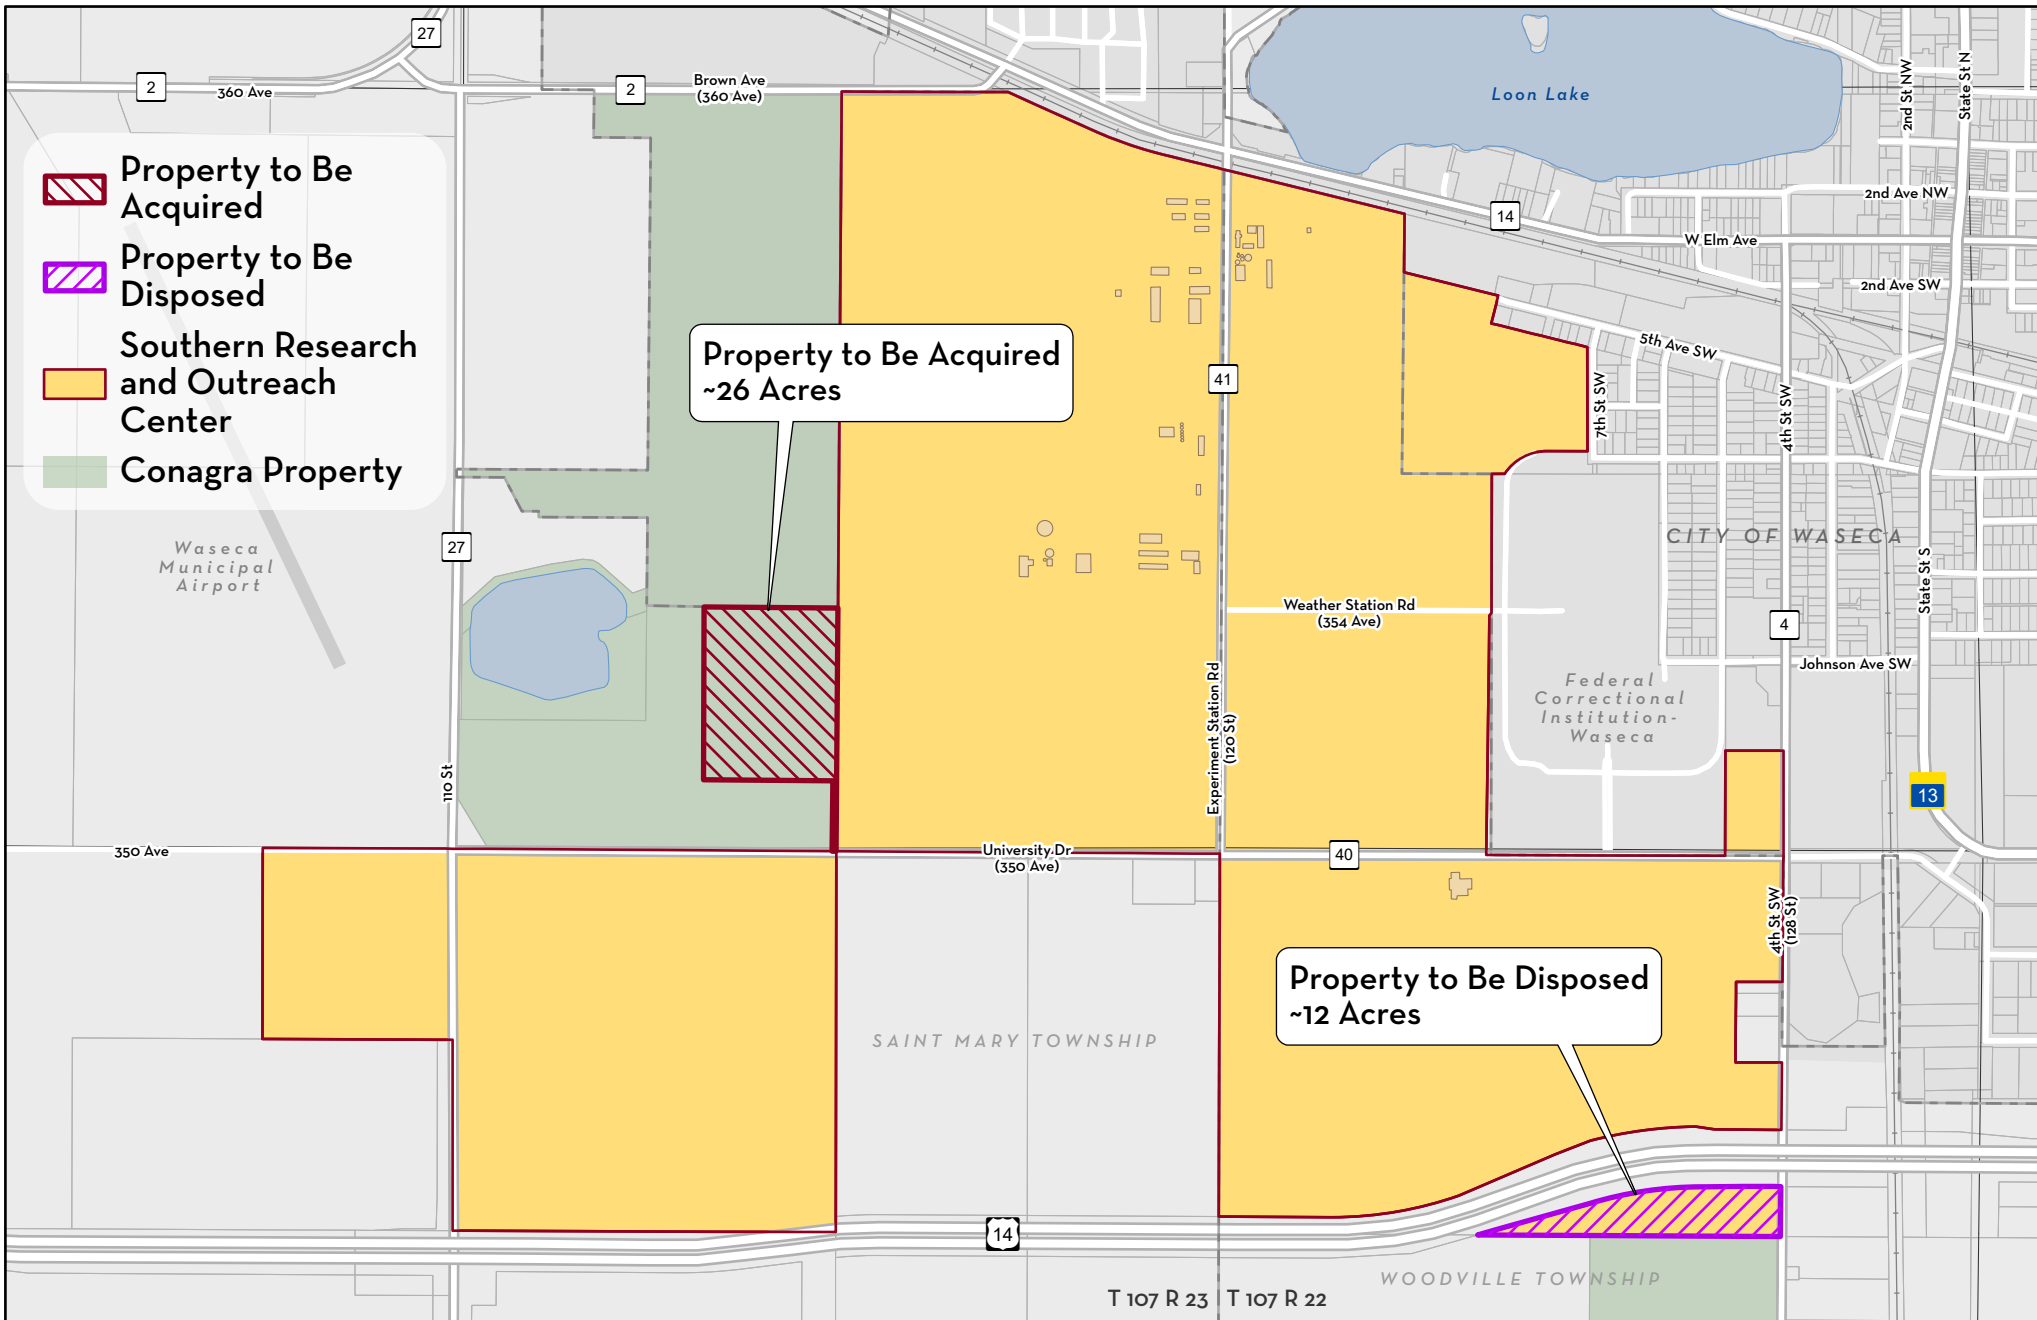 27
2
360 Ave
2
Brown Ave
(360 Ave)
Loon Lake
2nd St NW
State St N
Property to Be
Acquired
Property to Be
Disposed
Southern Research
and Outreach
Center
Conagra Property
2nd Ave NW
14
W Elm Ave
2nd Ave SW
5th Ave SW
Property to Be Acquired
~26 Acres
41
7th St SW
4th St SW
CITY OF WASECA
Waseca
Municipal
Airport
27
State St S
Weather Station Rd
(354 Ave)
4
Johnson Ave SW
Federal
Correctional
Institution-
Waseca
Experiment Station Rd
(120 St)
110 St
13
350 Ave
University Dr
(350 Ave)
40
4th St SW
(128 St)
Property to Be Disposed
~12 Acres
SAINT MARY TOWNSHIP
14
WOODVILLE TOWNSHIP
T 107 R 23
T 107 R 22